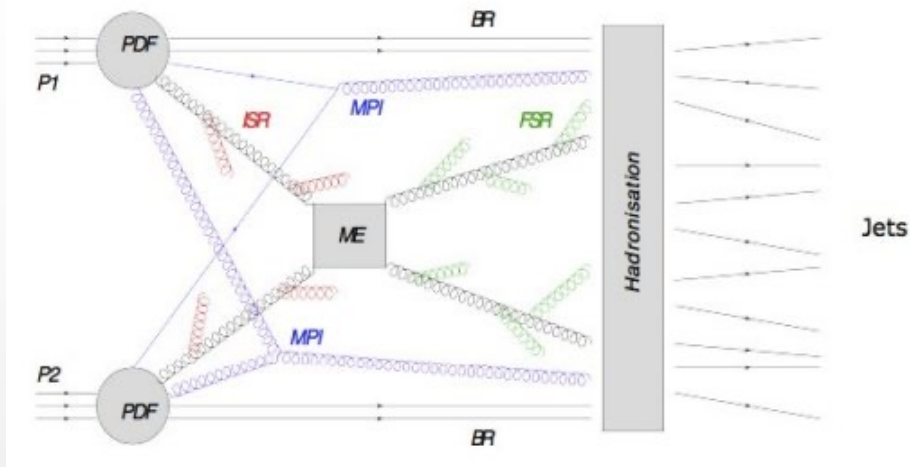 BR
PDF
P1
MPI
ISR
FSR
ME
Hadronisation
Jets
MPI
P2
PDF
BR